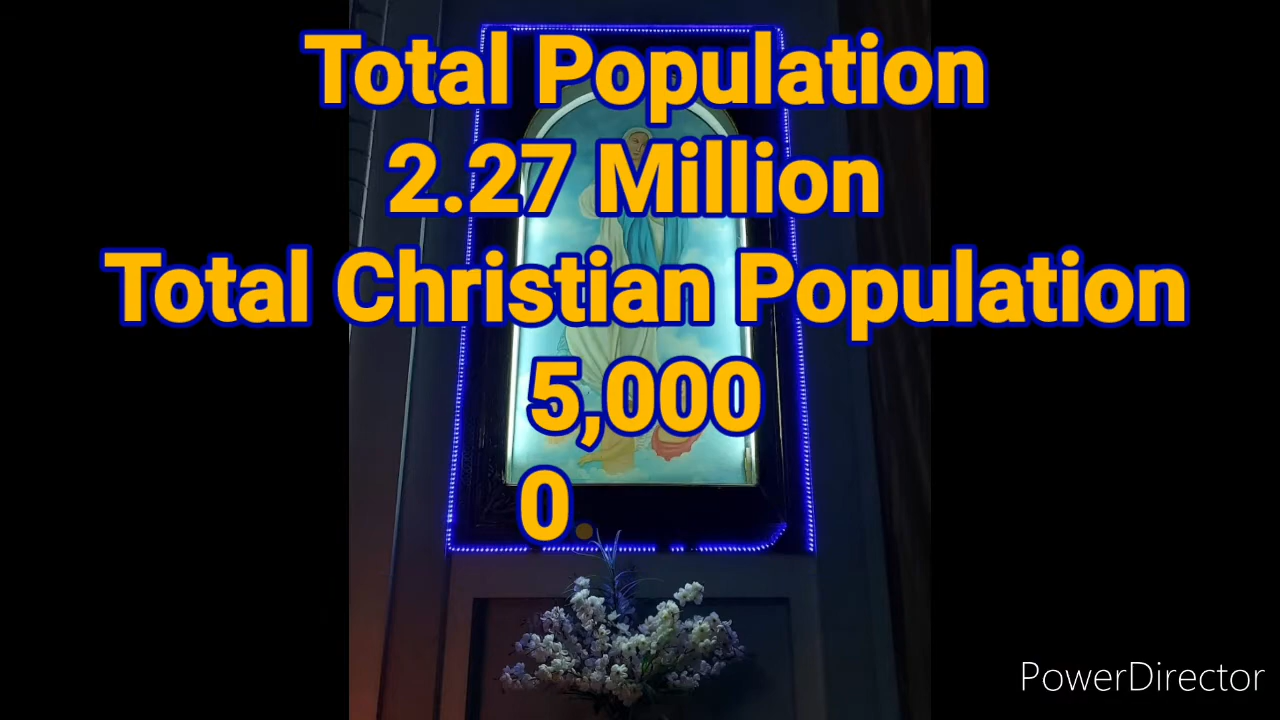 Total Population
2.27 Million
Total Christian Population
5,000
0.
PowerDirector